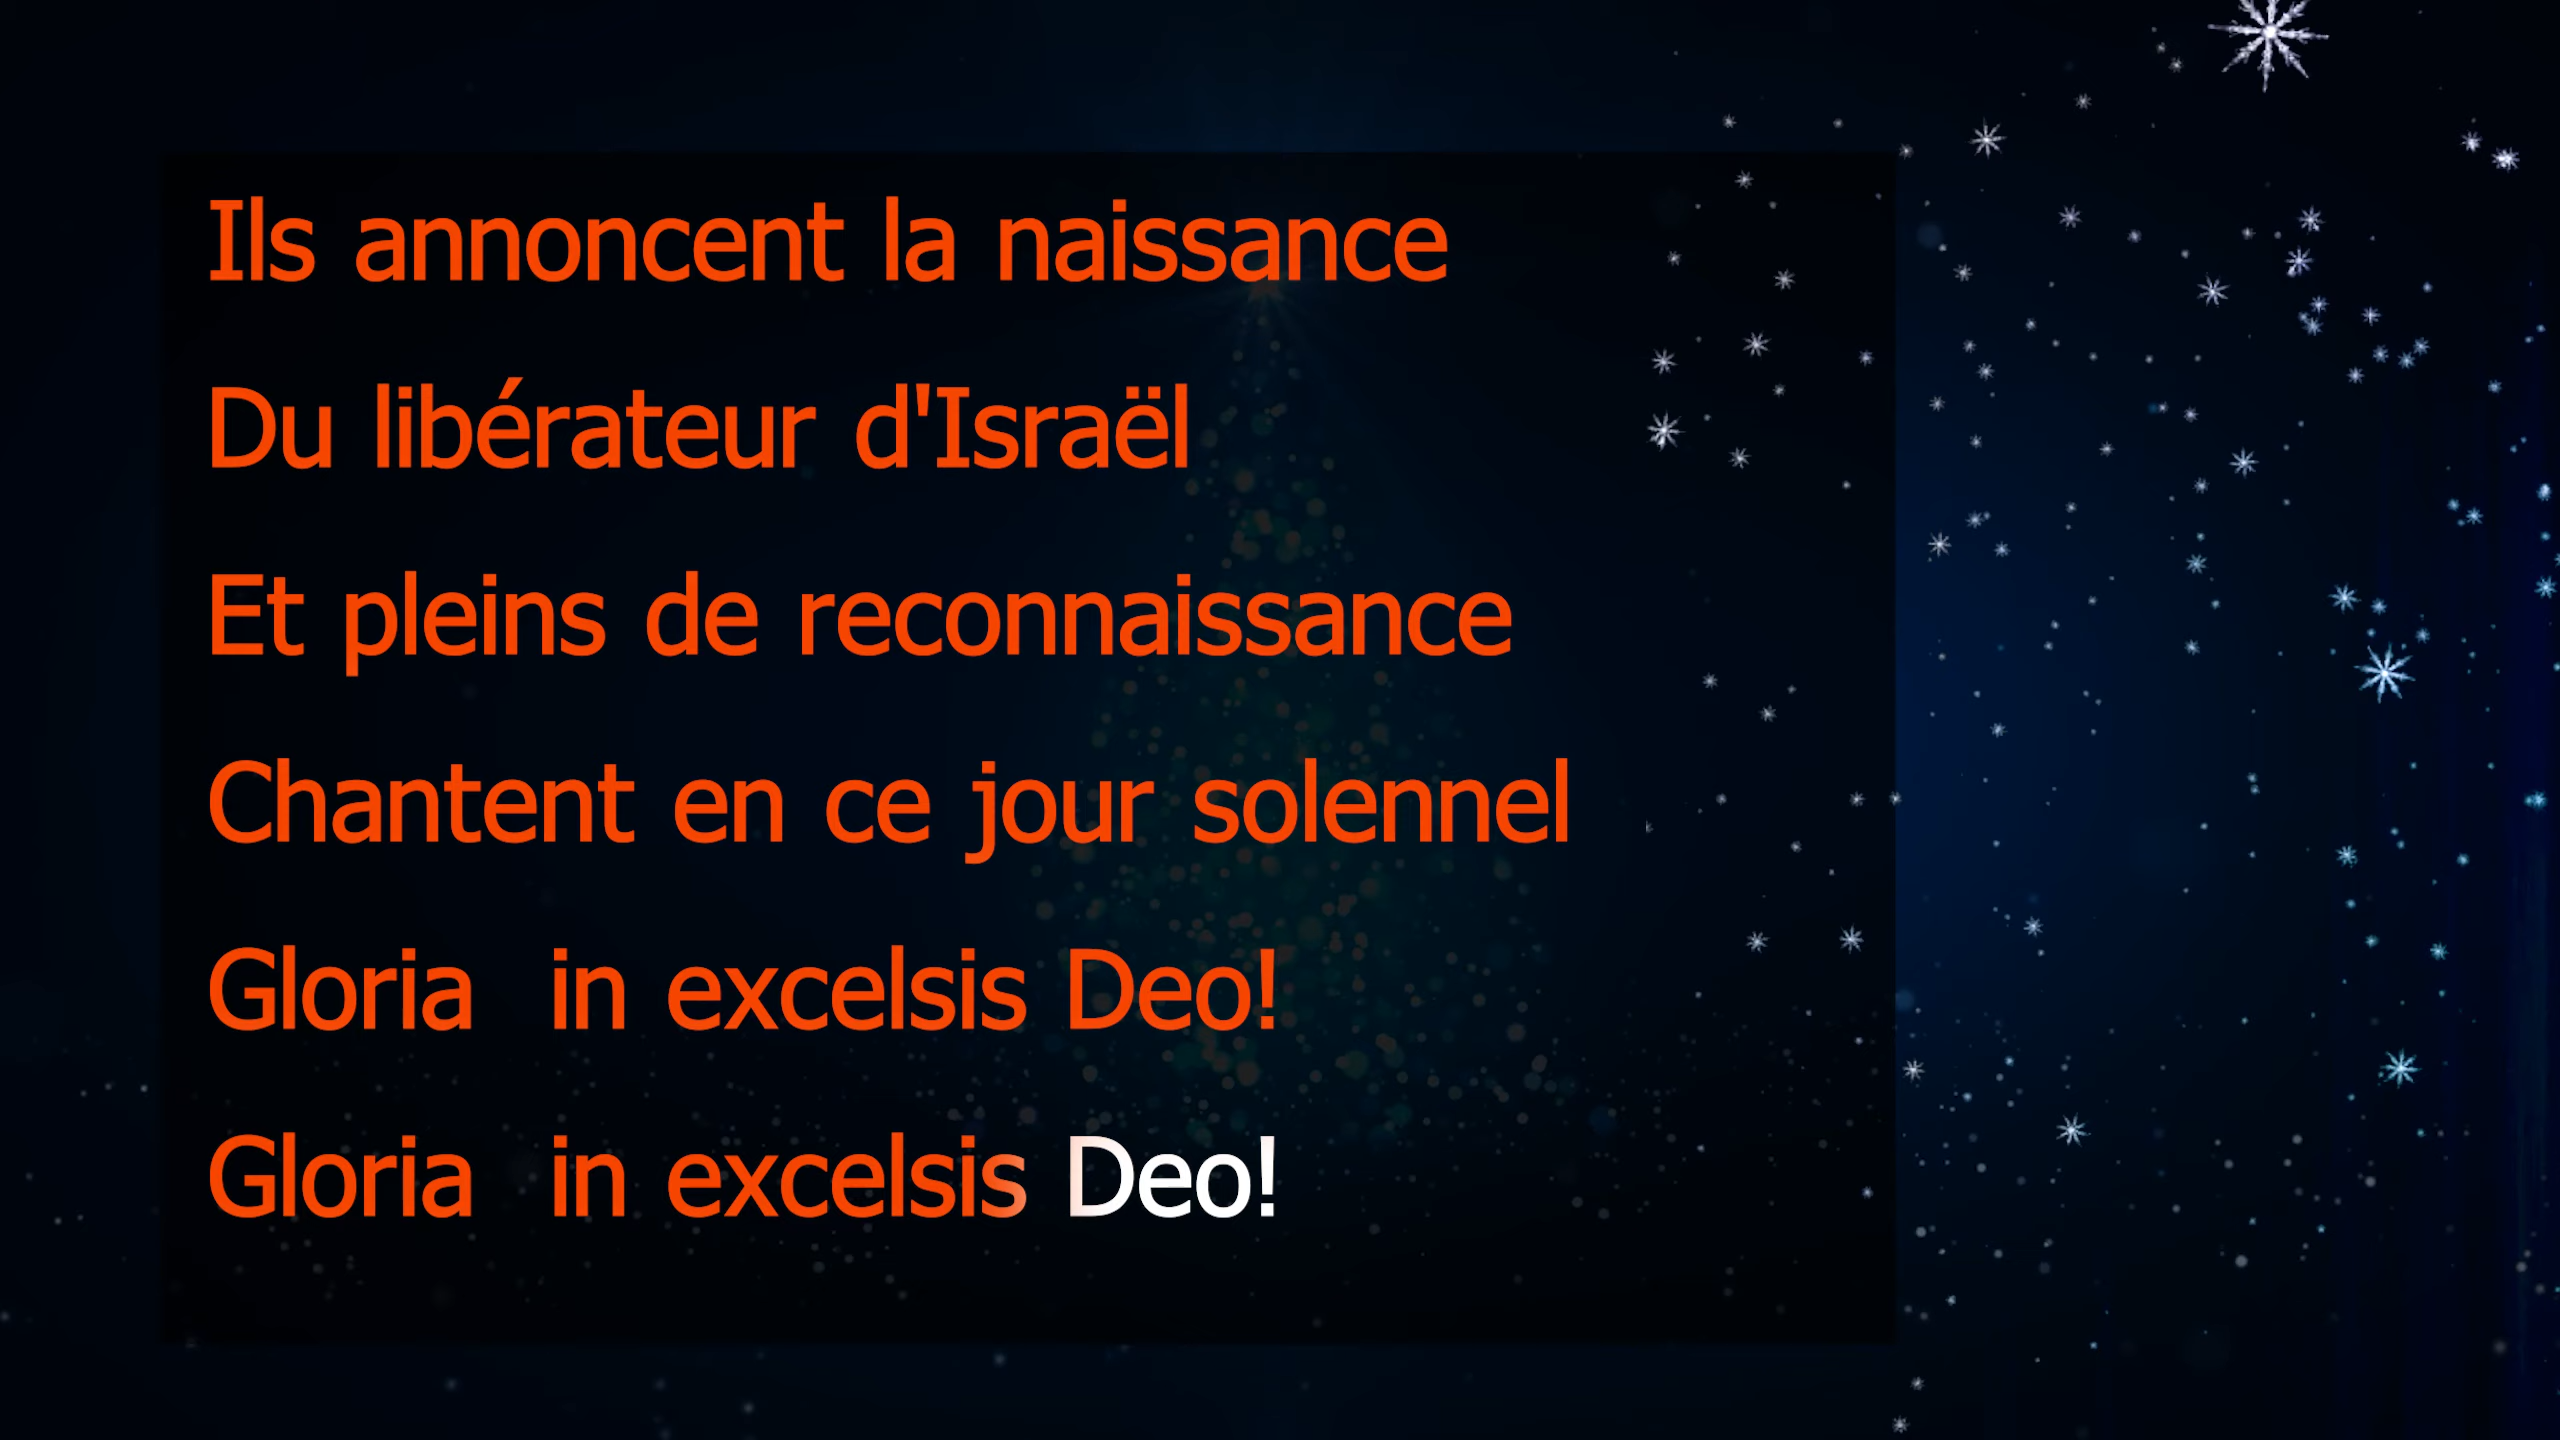 Ils annoncent la naissance
Du libérateur d'Israël
Et pleins de reconnaissance
Chantent en ce jour solennel
Gloria  in excelsis Deo!
Gloria  in excelsis Deo!